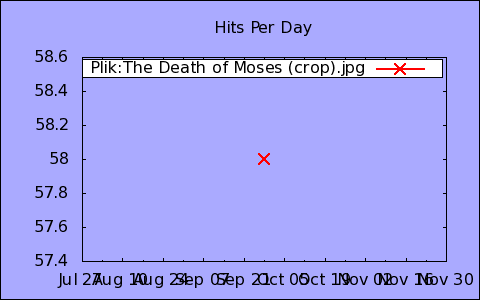 Hits Per Day
58.6
Plik:The Death of Moses (crop).jpg
58.4
58.2
58
57.8
57.6
57.4
Jul 27 Aug 10 Aug 24 Sep 07 Sep 21 Oct 05 Oct 19 Nov 02 Nov 16 Nov 30